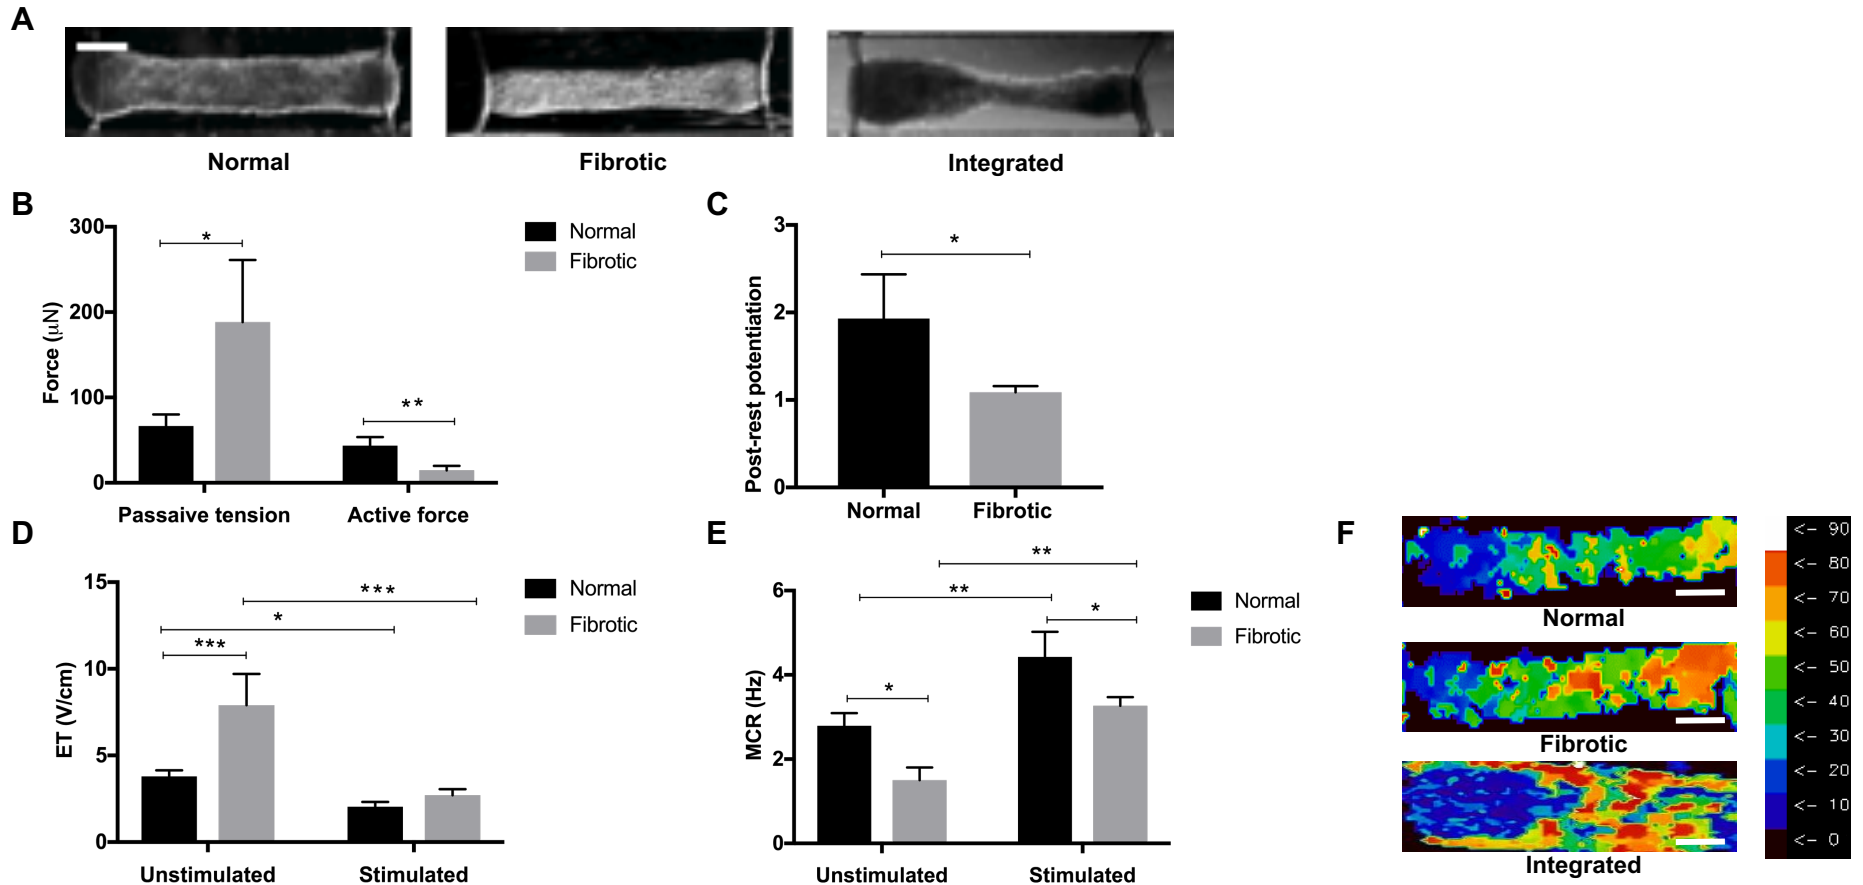 A
Normal
Fibrotic
Integrated
B
Force (µN)
300
200
100
0
*
**
Passaive tension
Active force
Normal
Fibrotic
C
Post-rest potentiation
3
2
1
0
*
Normal
Fibrotic
D
ET (V/cm)
15
10
5
0
***
*
***
Unstimulated
Stimulated
Normal
Fibrotic
E
MCR (Hz)
6
4
2
0
**
**
*
*
Unstimulated
Stimulated
Normal
Fibrotic
F
Normal
Fibrotic
Integrated
<- 90
<- 80
<- 70
<- 60
<- 50
<- 40
<- 30
<- 20
<- 10
<- 0